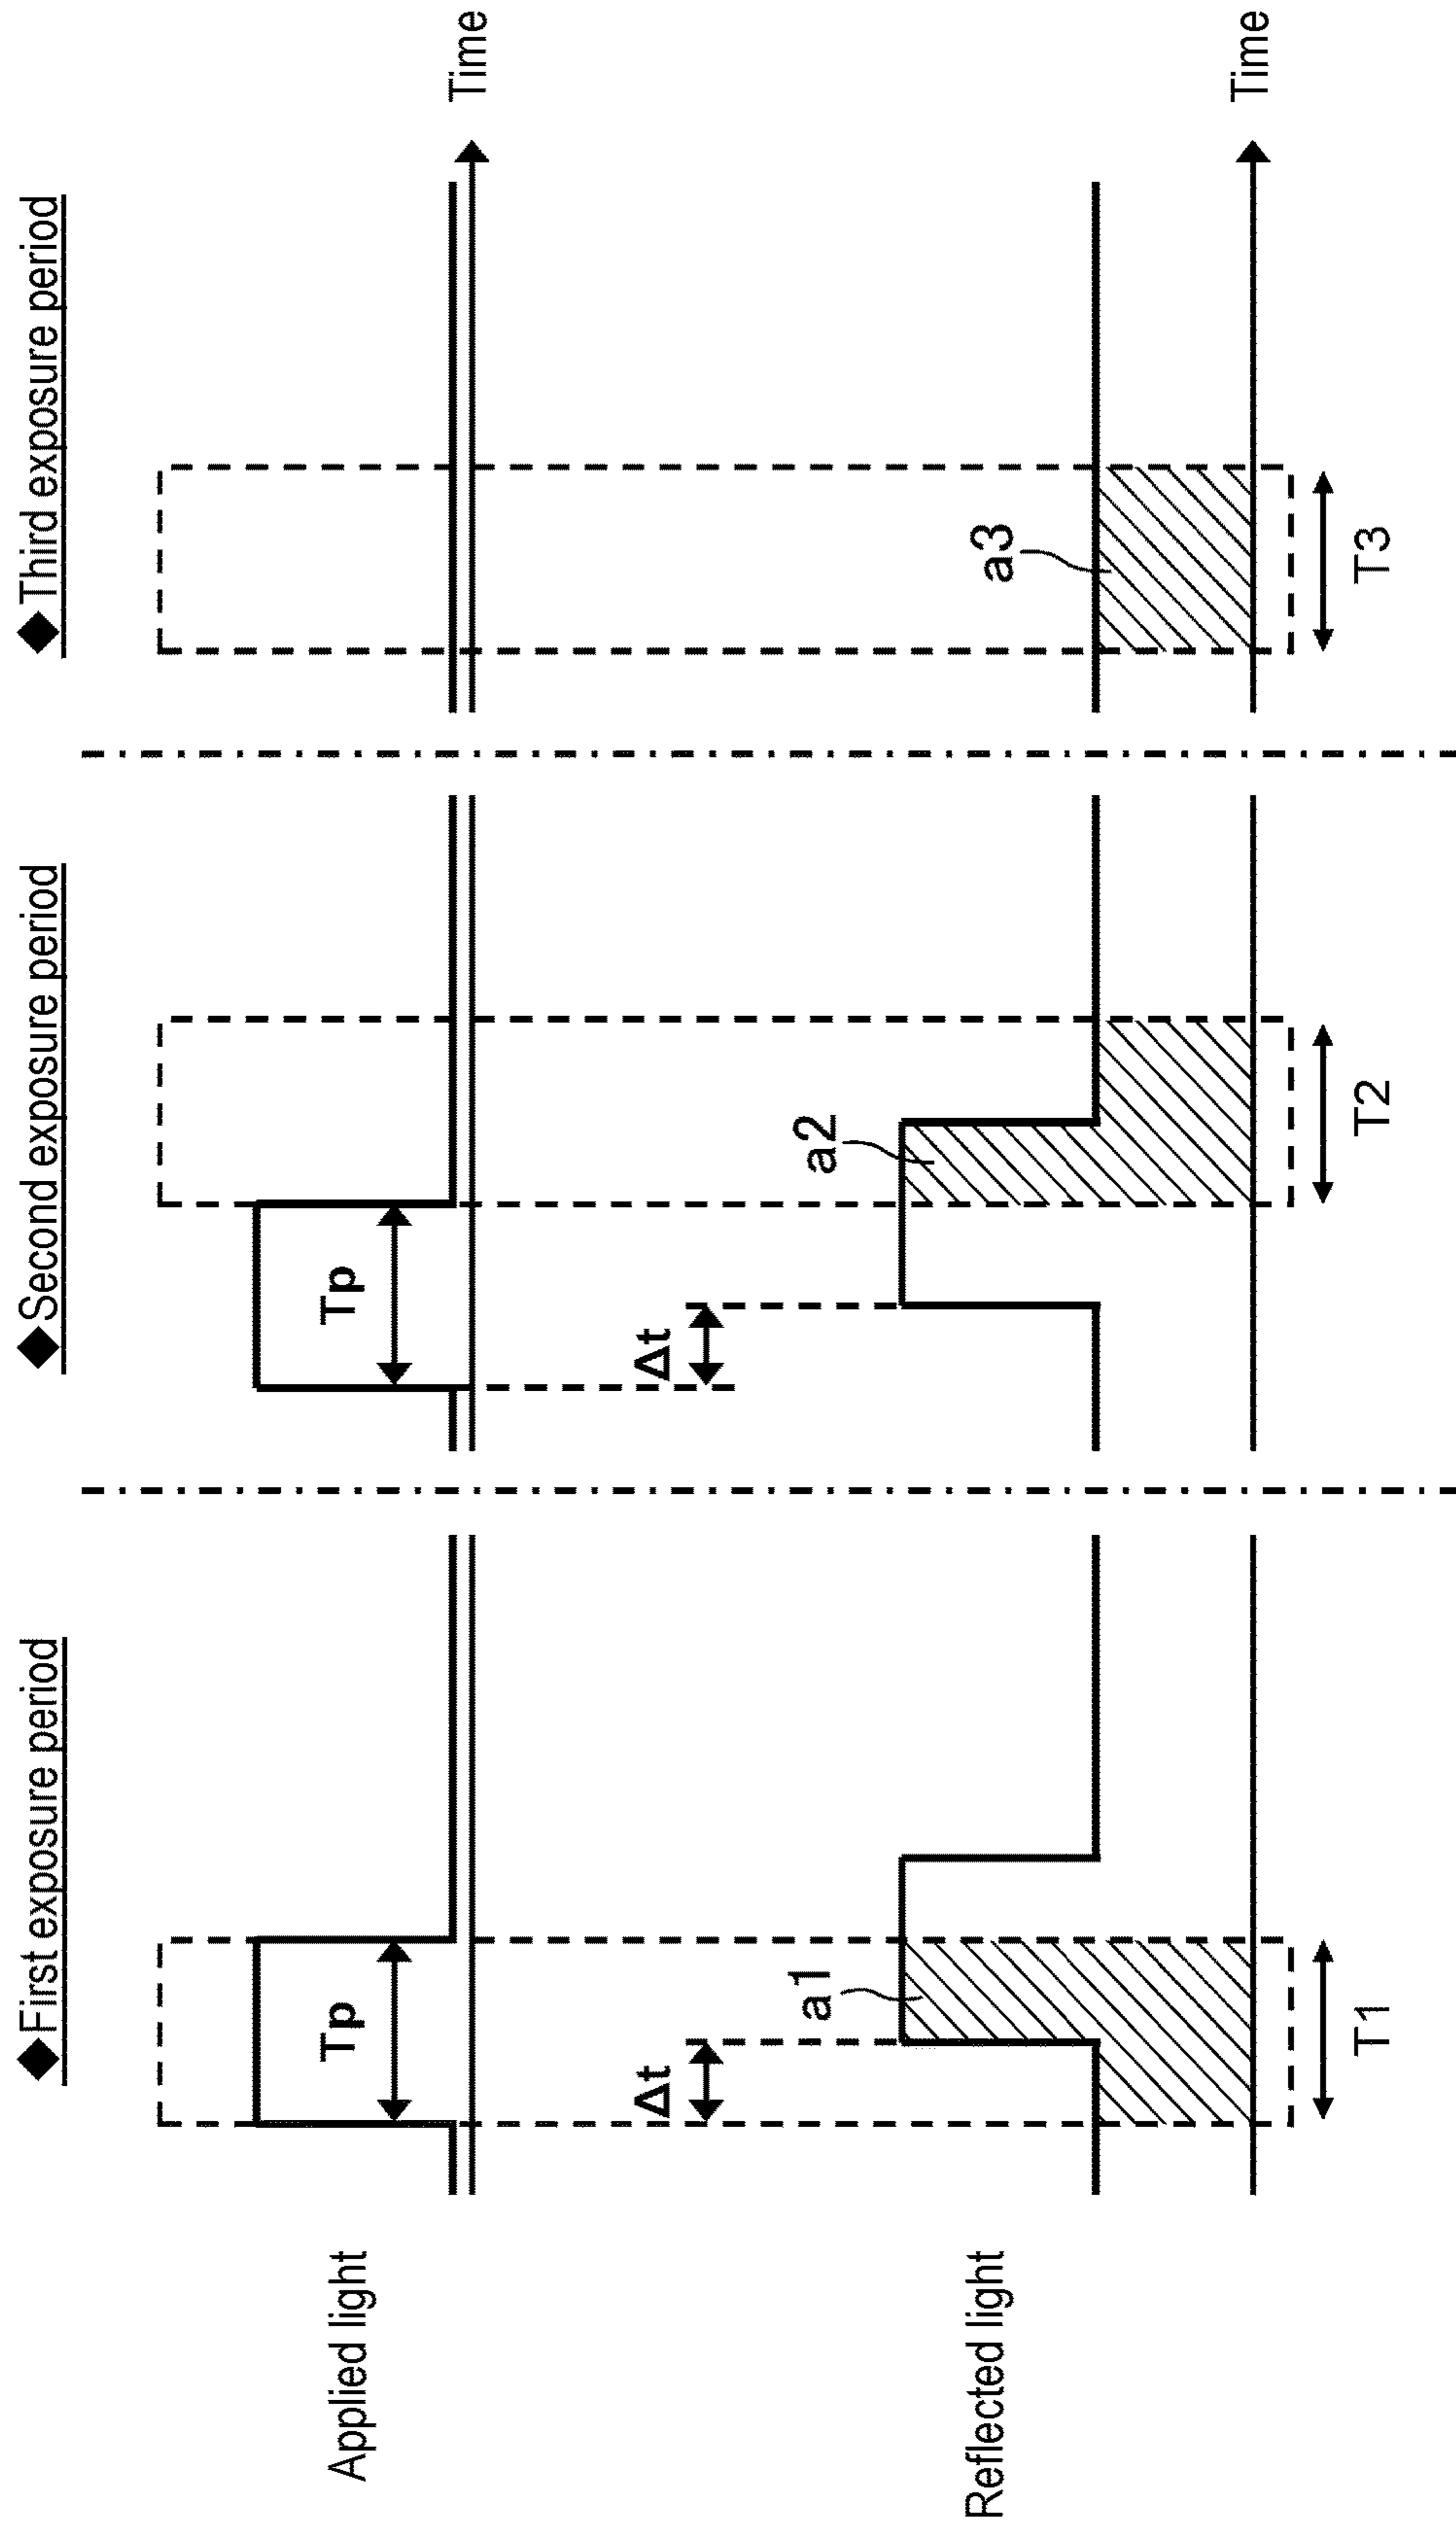 ◆First exposure period
◆Second exposure period
◆Third exposure period
Applied light
Tp
Tp
Time
Δt
Δt
Reflected light
a1
a2
a3
Time
T1
T2
T3